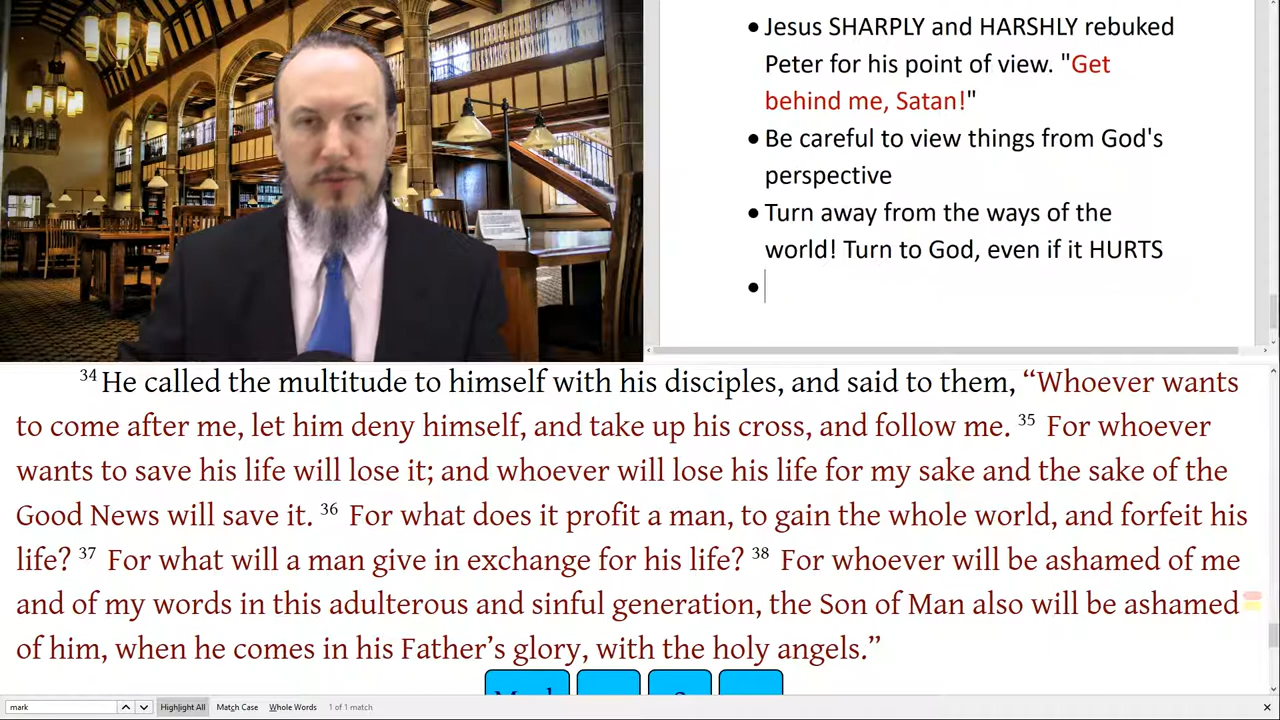 • Jesus SHARPLY and HARSHLY rebuked
Peter for his point of view. "Get
behind me, Satan!"
• Be careful to view things from God's
perspective
• Turn away from the ways of the
world! Turn to God, even if it HURTS
•
34 He called the multitude to himself with his disciples, and said to them, “Whoever wants
to come after me, let him deny himself, and take up his cross, and follow me. 35 For whoever
wants to save his life will lose it; and whoever will lose his life for my sake and the sake of the
Good News will save it. 36 For what does it profit a man, to gain the whole world, and forfeit his
life? 37 For what will a man give in exchange for his life? 38 For whoever will be ashamed of me
and of my words in this adulterous and sinful generation, the Son of Man also will be ashamed
of him, when he comes in his Father’s glory, with the holy angels.”
mark Highlight All Match Case Whole Words 1 of 1 match